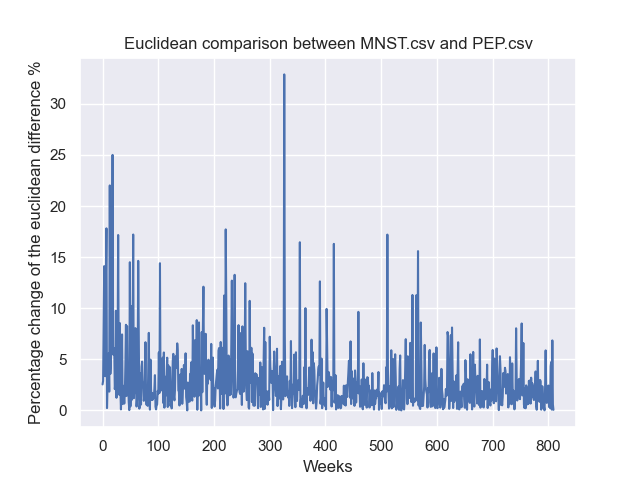 Euclidean comparison between MNST.csv and PEP.csv
Percentage change of the euclidean difference %
30
25
20
15
10
5
0
0 100 200 300 400 500 600 700 800
Weeks